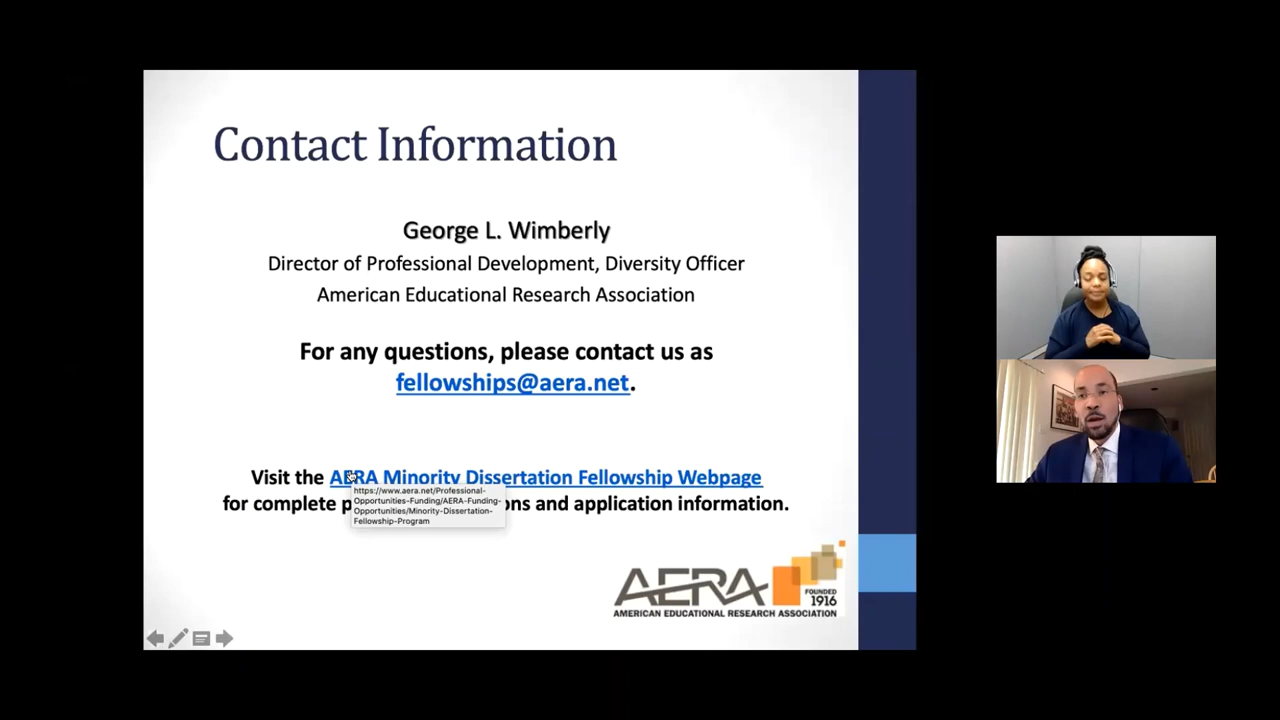 Contact Information
George L. Wimberly
Director of Professional Development, Diversity Officer
American Educational Research Association
For any questions, please contact us as
fellowships@aera.net.
Visit the AERA Minority Dissertation Fellowship Webpage
for complete p ons and application information.
https://www.aera.net/Professional-
Opportunities-Funding/AERA-Funding-
Opportunities/Minority-Dissertation-
Fellowship-Program
AERA
FOUNDED
1916
AMERICAN EDUCATIONAL RESEARCH ASSOCIATION